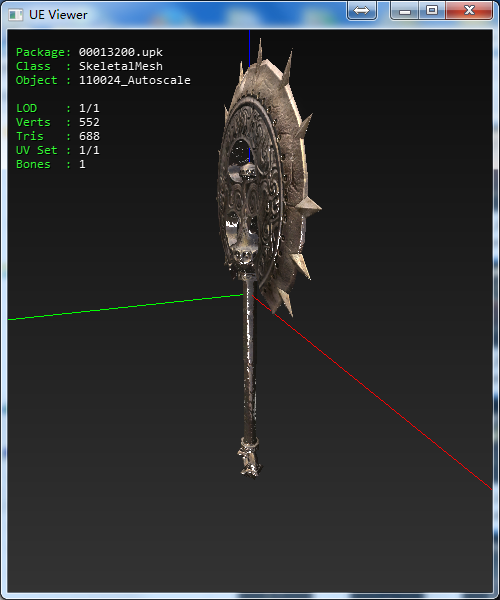 UE Viewer
Package: 00013200.upk
Class  : SkeletalMesh
Object : 110024_Autoscale
LOD    : 1/1
Verts  : 552
Tris   : 688
UV Set : 1/1
Bones  : 1